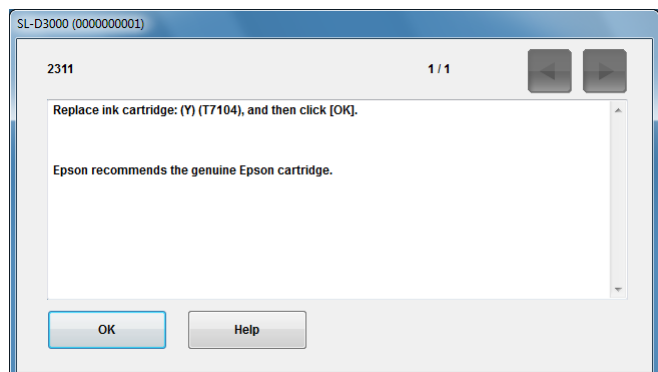 SL-D3000 (0000000001)
2311 1 / 1
Replace ink cartridge: (Y) (T7104), and then click [OK].
Epson recommends the genuine Epson cartridge.
OK Help